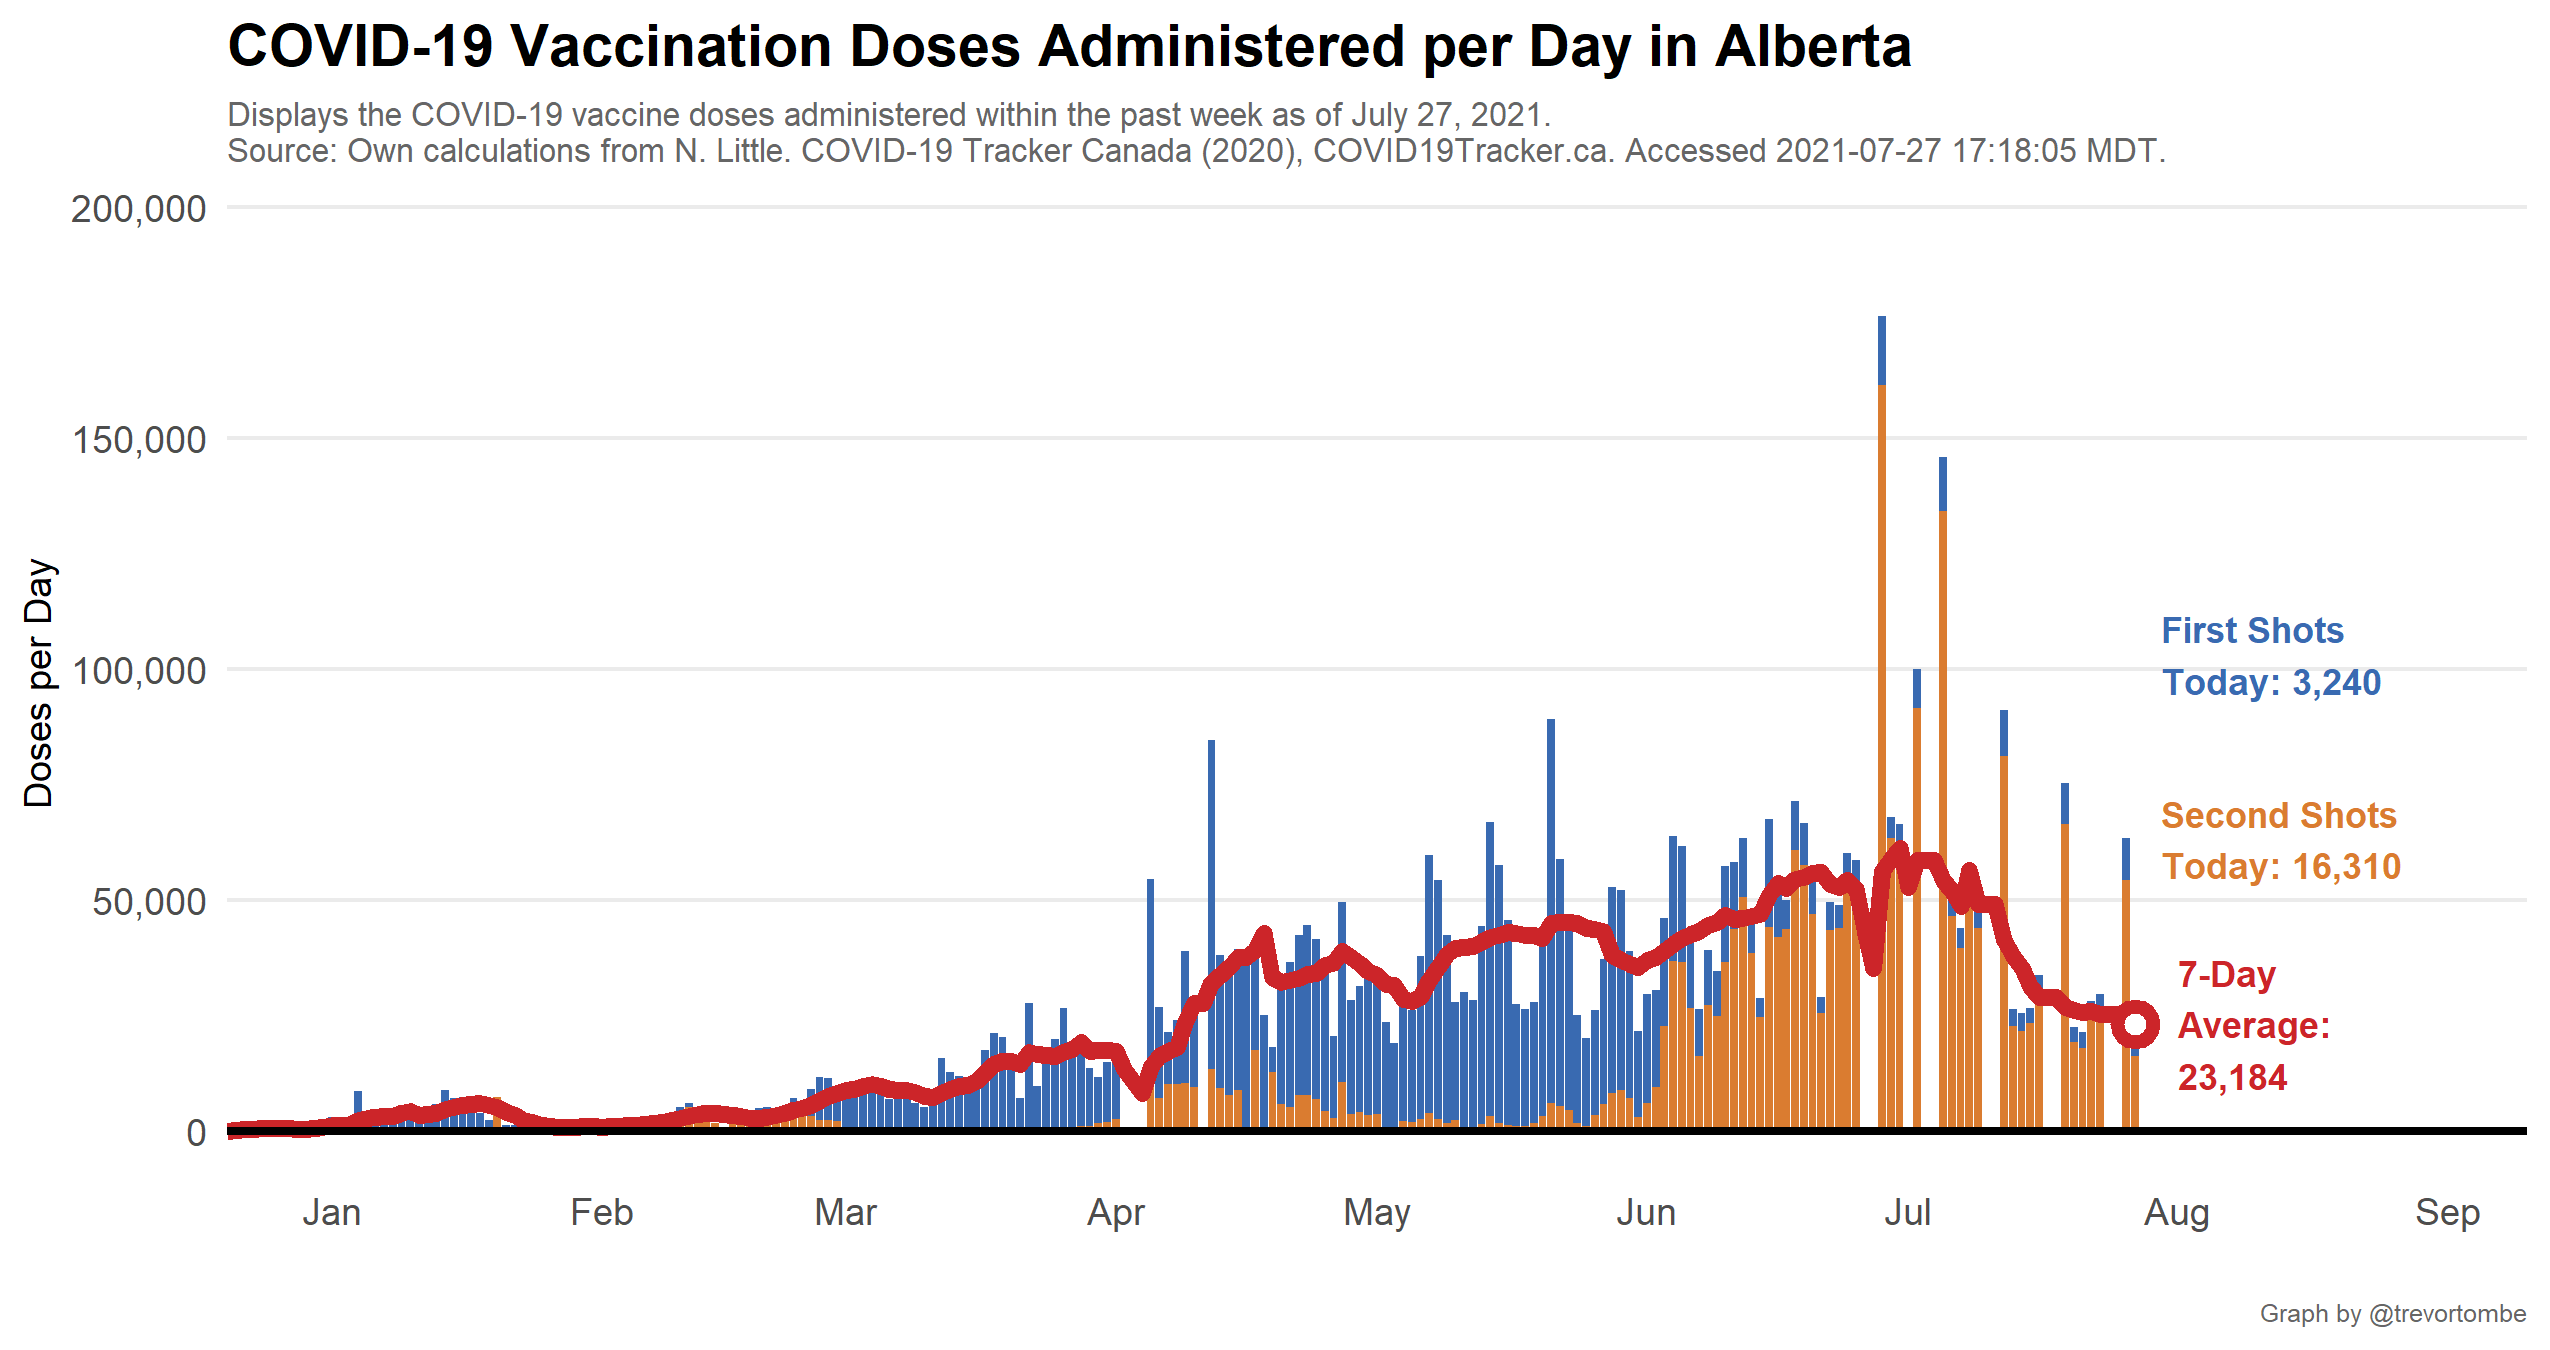 COVID-19 Vaccination Doses Administered per Day in Alberta
Displays the COVID-19 vaccine doses administered within the past week as of July 27, 2021.
Source: Own calculations from N. Little. COVID-19 Tracker Canada (2020), COVID19Tracker.ca. Accessed 2021-07-27 17:18:05 MDT.
Doses per Day
200,000
150,000
100,000
50,000
0
First Shots
Today: 3,240
Second Shots
Today: 16,310
7-Day
Average:
23,184
Jan
Feb
Mar
Apr
May
Jun
Jul
Aug
Sep
Graph by @trevortombe